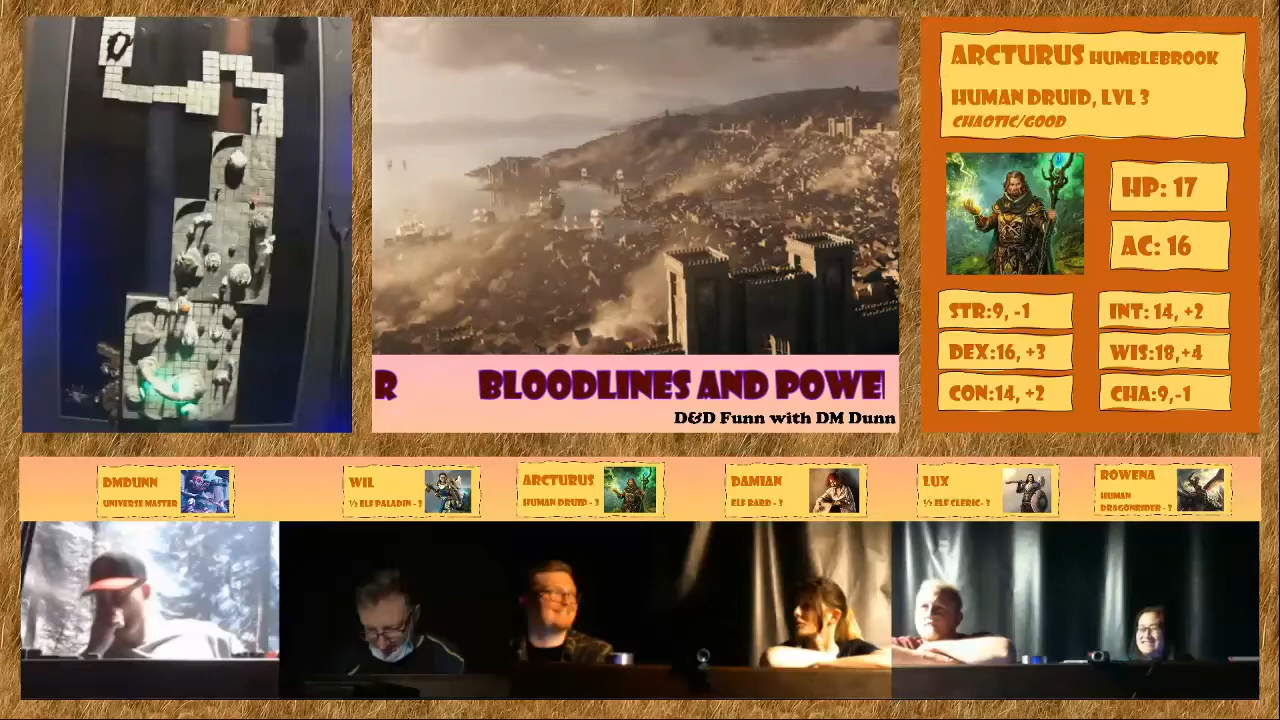 ARCTURUS HUMBLEBROOK
HUMAN DRUID, LVL 3
CHAOTIC/GOOD
HP: 17
AC: 16
STR:9, -1
INT: 14, +2
DEX:16, +3
WIS:18,+4
CON:14, +2
CHA:9,-1
R BLOODLINES AND POWE
D&D Funn with DM Dunn
DMDUNN
UNIVERSE MASTER
WIL
½ ELF PALADIN - 3
ARCTURUS
HUMAN DRUID - 3
DAMIAN
ELF BARD - 3
LUX
½ ELF CLERIC- 3
ROWENA
HUMAN
DRAGONRIDER - 3